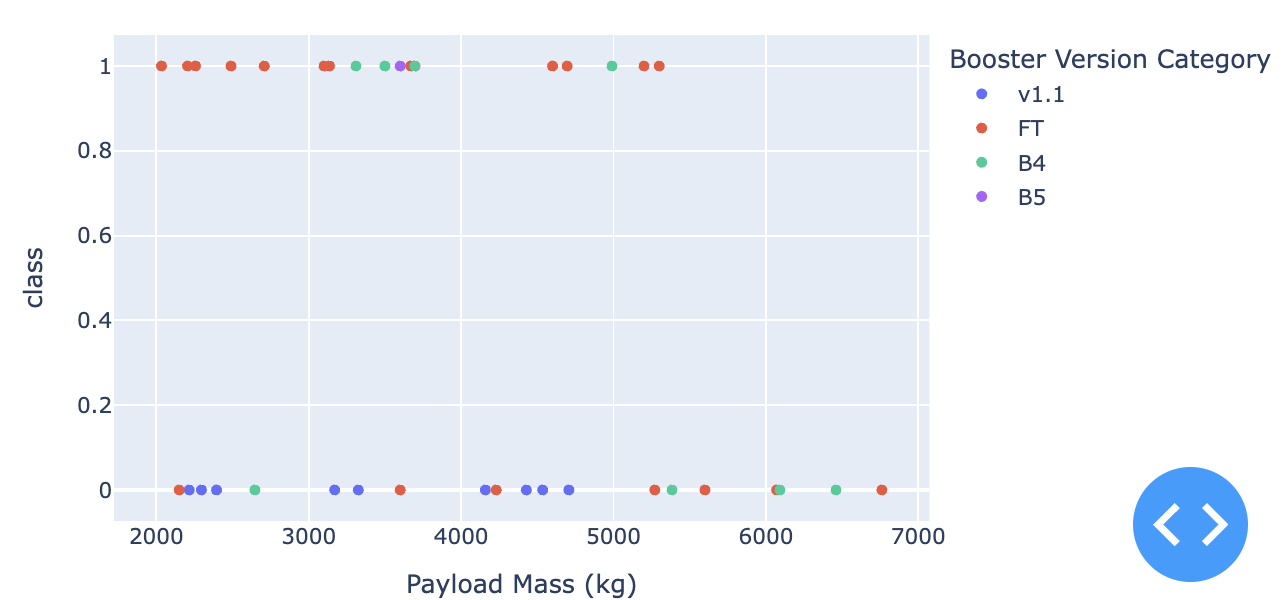 1
0.8
0.6
0.4
0.2
0
class
2000 3000 4000 5000 6000 7000
Payload Mass (kg)
Booster Version Category
v1.1
FT
B4
B5